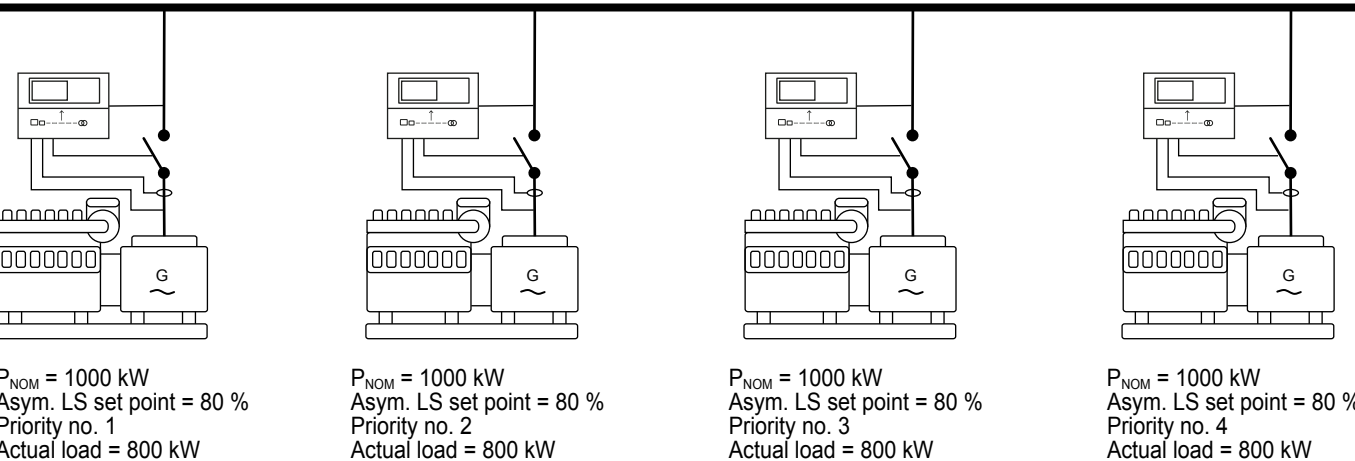 G
G
G
G
P_NOM = 1000 kW
Asym. LS set point = 80 %
Priority no. 1
Actual load = 800 kW
P_NOM = 1000 kW
Asym. LS set point = 80 %
Priority no. 2
Actual load = 800 kW
P_NOM = 1000 kW
Asym. LS set point = 80 %
Priority no. 3
Actual load = 800 kW
P_NOM = 1000 kW
Asym. LS set point = 80 %
Priority no. 4
Actual load = 800 kW